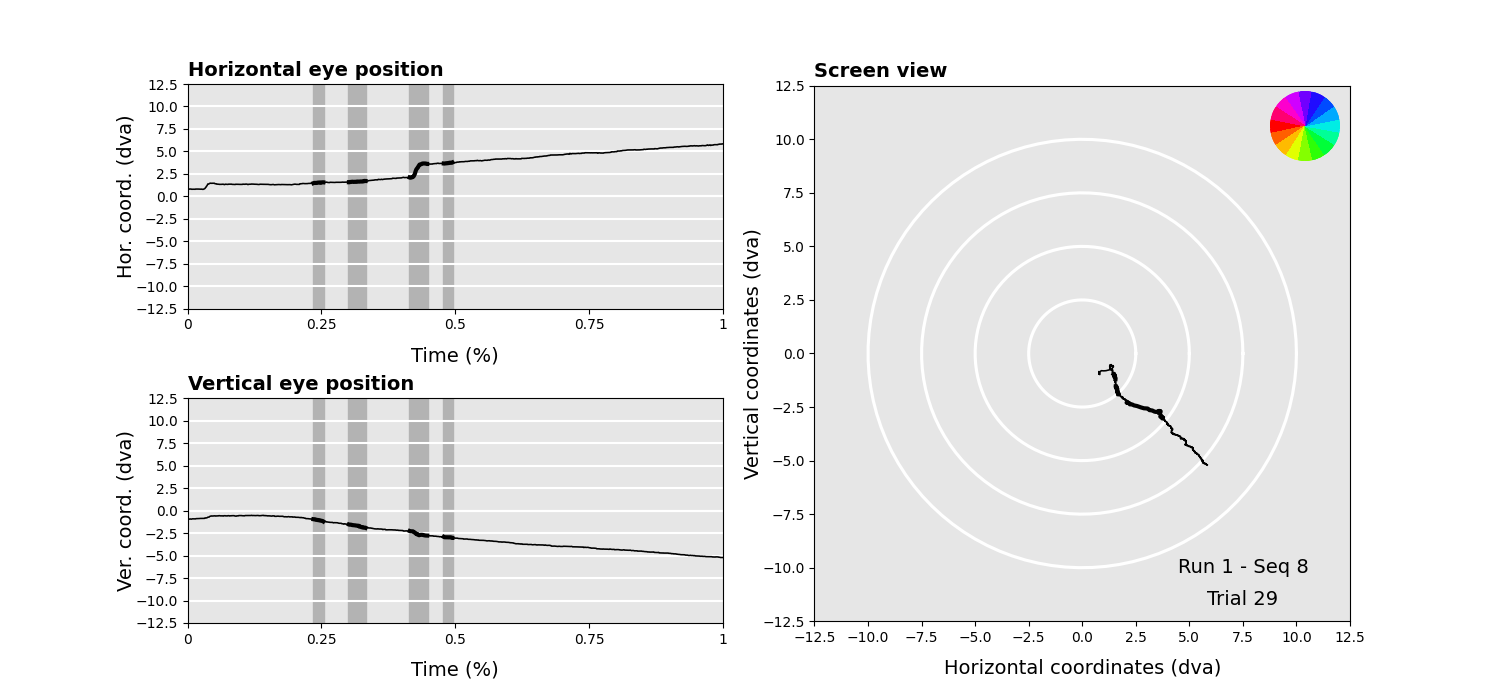 Horizontal eye position
Hor. coord. (dva)
12.5
10.0
7.5
5.0
2.5
0.0
−2.5
−5.0
−7.5
−10.0
−12.5
0 0.25 0.5 0.75 1
Time (%)
Vertical eye position
Ver. coord. (dva)
12.5
10.0
7.5
5.0
2.5
0.0
−2.5
−5.0
−7.5
−10.0
−12.5
0 0.25 0.5 0.75 1
Time (%)
Screen view
Vertical coordinates (dva)
12.5
10.0
7.5
5.0
2.5
0.0
−2.5
−5.0
−7.5
−10.0
−12.5
Run 1 - Seq 8
Trial 29
−12.5 −10.0 −7.5 −5.0 −2.5 0.0 2.5 5.0 7.5 10.0 12.5
Horizontal coordinates (dva)